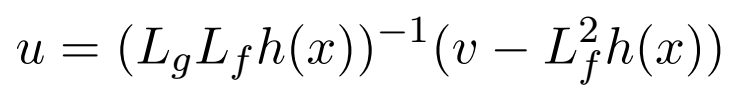 $u = (L_g L_f h(x))^{-1}(v - L_f^2 h(x))$